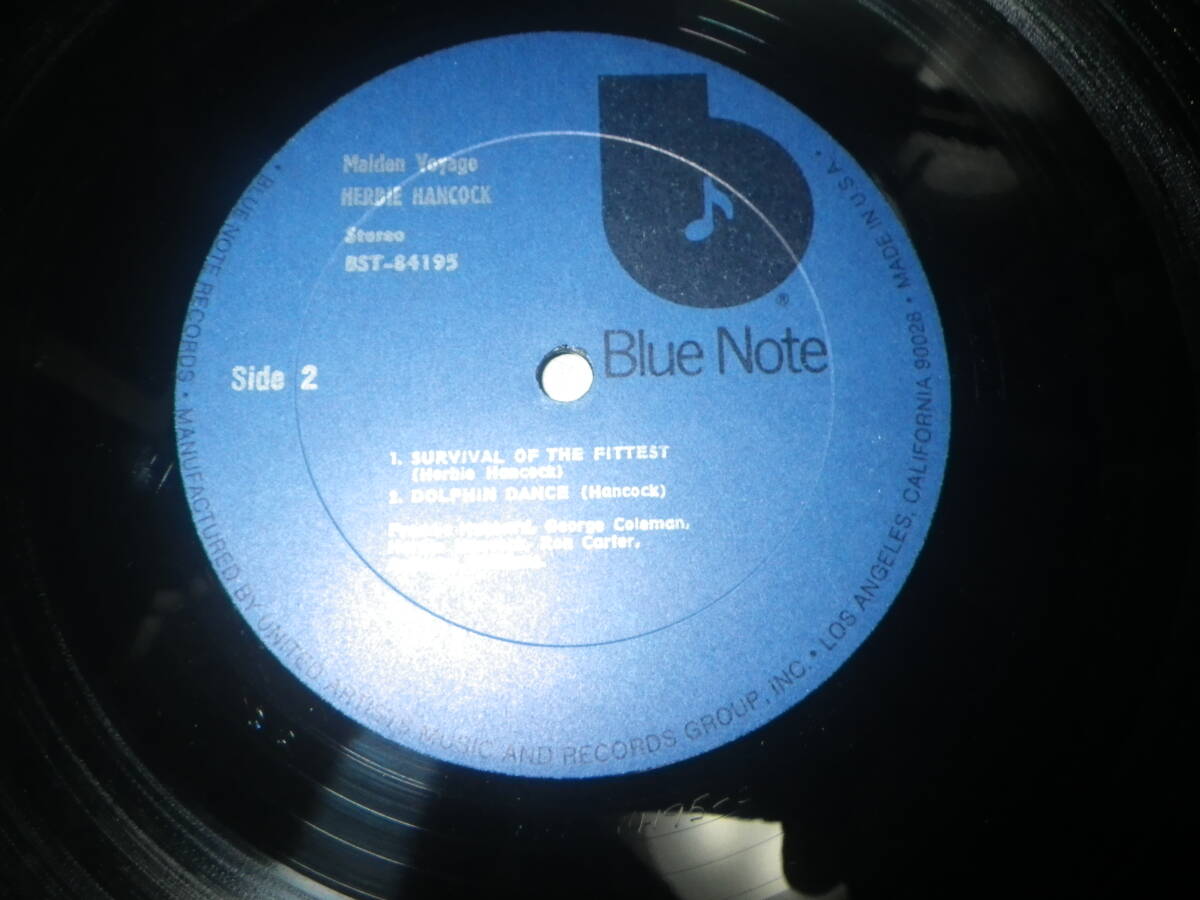 Maiden Voyage
HERBIE HANCOCK
Stereo
BST-84195
Side 2
b
®
Blue Note
1. SURVIVAL OF THE FITTEST
(Herbie Hancock)
2. DOLPHIN DANCE (Hancock)
George Coleman,
Ron Carter,
• BLUE NOTE RECORDS • MANUFACTURED BY UNITED ARTISTS MUSIC AND RECORDS GROUP, INC. • LOS ANGELES, CALIFORNIA 90028 • MADE IN U.S.A. •